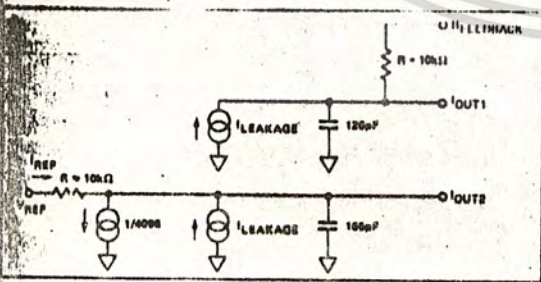 R = 10kΩ
IOUT1
ILEAKAGE
120pF
IREF
R ≈ 10kΩ
VREF
IOUT2
1/4096
ILEAKAGE